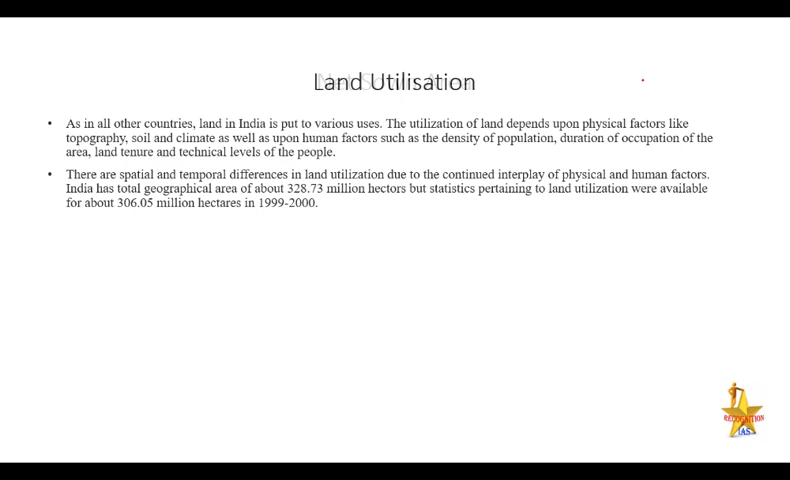 Land Utilisation
• As in all other countries, land in India is put to various uses. The utilization of land depends upon physical factors like
topography, soil and climate as well as upon human factors such as the density of population, duration of occupation of the
area, land tenure and technical levels of the people.
• There are spatial and temporal differences in land utilization due to the continued interplay of physical and human factors.
India has total geographical area of about 328.73 million hectors but statistics pertaining to land utilization were available
for about 306.05 million hectares in 1999-2000.
RECOGNITION
IAS